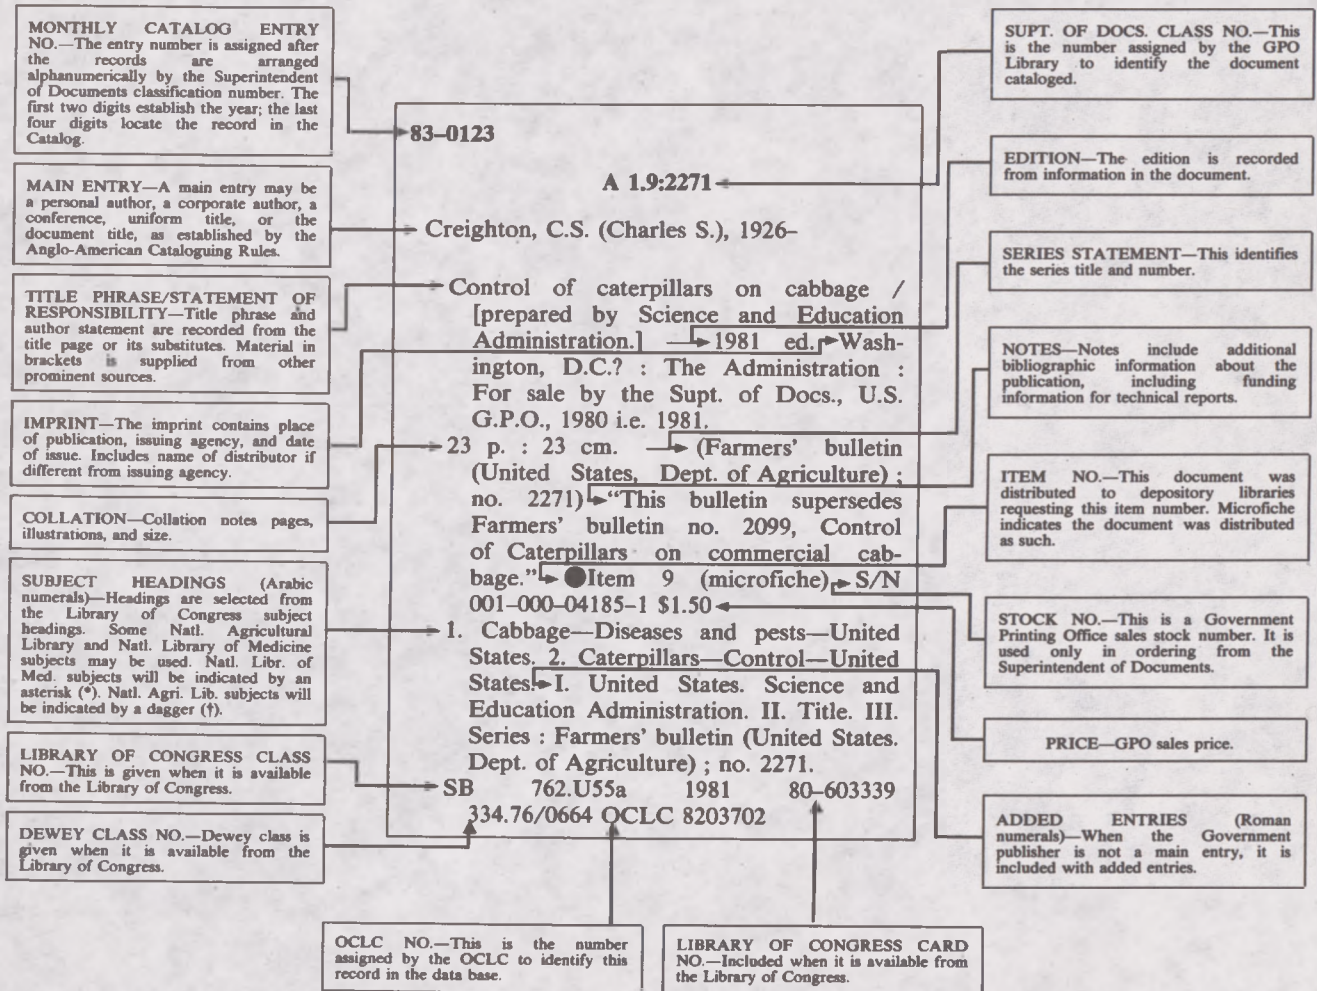 MONTHLY CATALOG ENTRY
NO.—The entry number is assigned after
the records are arranged
alphanumerically by the Superintendent
of Documents classification number. The
first two digits establish the year; the last
four digits locate the record in the
Catalog.
MAIN ENTRY—A main entry may be
a personal author, a corporate author, a
conference, uniform title, or the
document title, as established by the
Anglo-American Cataloguing Rules.
TITLE PHRASE/STATEMENT OF
RESPONSIBILITY—Title phrase and
author statement are recorded from the
title page or its substitutes. Material in
brackets is supplied from other
prominent sources.
IMPRINT—The imprint contains place
of publication, issuing agency, and date
of issue. Includes name of distributor if
different from issuing agency.
COLLATION—Collation notes pages,
illustrations, and size.
SUBJECT HEADINGS (Arabic
numerals)—Headings are selected from
the Library of Congress subject
headings. Some Natl. Agricultural
Library and Natl. Library of Medicine
subjects may be used. Natl. Libr. of
Med. subjects will be indicated by an
asterisk (*). Natl. Agri. Lib. subjects will
be indicated by a dagger (†).
LIBRARY OF CONGRESS CLASS
NO.—This is given when it is available
from the Library of Congress.
DEWEY CLASS NO.—Dewey class is
given when it is available from the
Library of Congress.
83–0123
A 1.9:2271
Creighton, C.S. (Charles S.), 1926–
Control of caterpillars on cabbage /
[prepared by Science and Education
Administration.] 1981 ed. Wash-
ington, D.C.? : The Administration :
For sale by the Supt. of Docs., U.S.
G.P.O., 1980 i.e. 1981.
23 p. : 23 cm. (Farmers' bulletin
(United States, Dept. of Agriculture) ;
no. 2271) "This bulletin supersedes
Farmers' bulletin no. 2099, Control
of Caterpillars on commercial cab-
bage." ●Item 9 (microfiche) S/N
001–000–04185–1 $1.50
1. Cabbage—Diseases and pests—United
States. 2. Caterpillars—Control—United
States. I. United States. Science and
Education Administration. II. Title. III.
Series : Farmers' bulletin (United States.
Dept. of Agriculture) ; no. 2271.
SB 762.U55a 1981 80–603339
334.76/0664 OCLC 8203702
SUPT. OF DOCS. CLASS NO.—This
is the number assigned by the GPO
Library to identify the document
cataloged.
EDITION—The edition is recorded
from information in the document.
SERIES STATEMENT—This identifies
the series title and number.
NOTES—Notes include additional
bibliographic information about the
publication, including funding
information for technical reports.
ITEM NO.—This document was
distributed to depository libraries
requesting this item number. Microfiche
indicates the document was distributed
as such.
STOCK NO.—This is a Government
Printing Office sales stock number. It is
used only in ordering from the
Superintendent of Documents.
PRICE—GPO sales price.
ADDED ENTRIES (Roman
numerals)—When the Government
publisher is not a main entry, it is
included with added entries.
OCLC NO.—This is the number
assigned by the OCLC to identify this
record in the data base.
LIBRARY OF CONGRESS CARD
NO.—Included when it is available from
the Library of Congress.